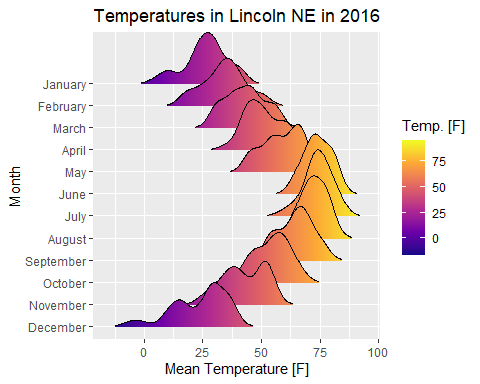 Temperatures in Lincoln NE in 2016
January
February
March
April
May
June
July
August
September
October
November
December
Month
0
25
50
75
100
Mean Temperature [F]
Temp. [F]
75
50
25
0